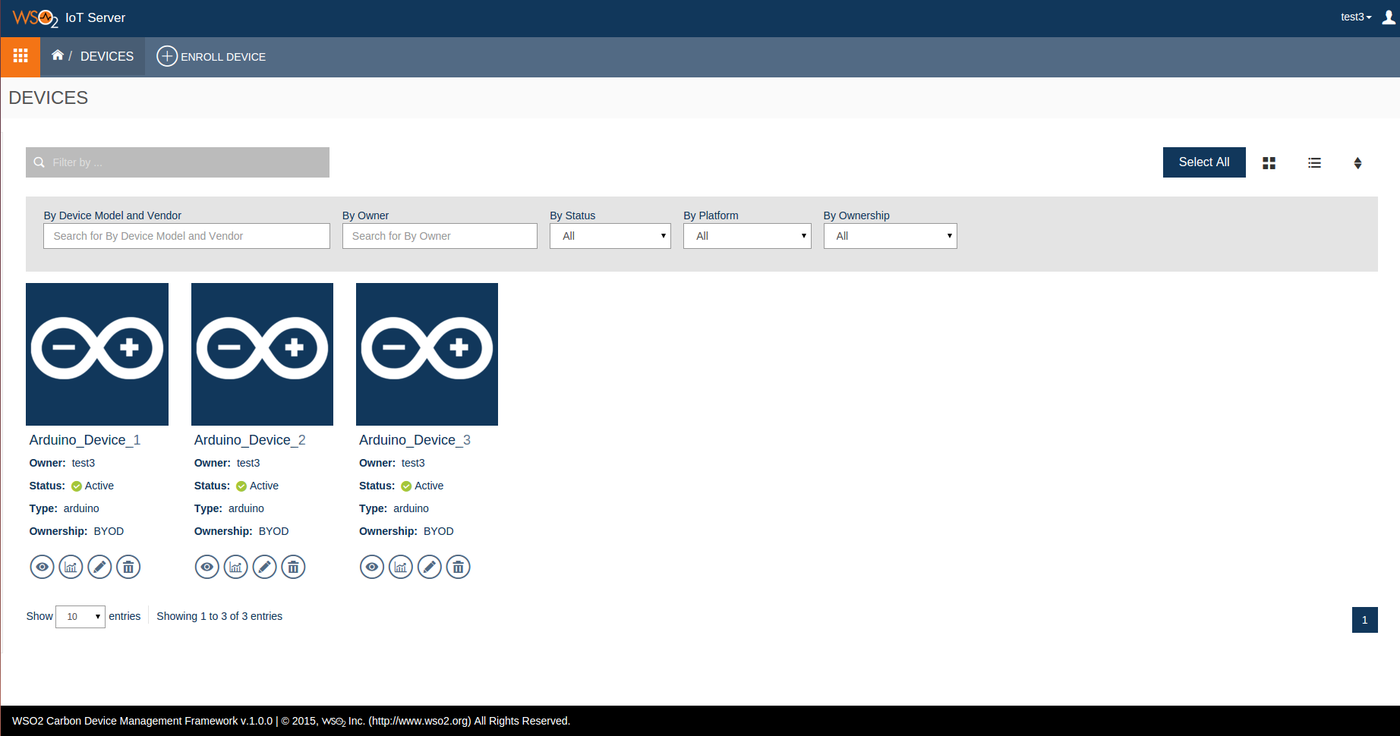 WSO2 IoT Server
test3
/ DEVICES
ENROLL DEVICE
DEVICES
Filter by ...
Select All
By Device Model and Vendor By Owner By Status By Platform By Ownership
Search for By Device Model and Vendor Search for By Owner All All All
Arduino_Device_1 Arduino_Device_2 Arduino_Device_3
Owner: test3 Owner: test3 Owner: test3
Status: Active Status: Active Status: Active
Type: arduino Type: arduino Type: arduino
Ownership: BYOD Ownership: BYOD Ownership: BYOD
Show 10 entries Showing 1 to 3 of 3 entries
1
WSO2 Carbon Device Management Framework v.1.0.0 | © 2015, WSO2 Inc. (http://www.wso2.org) All Rights Reserved.